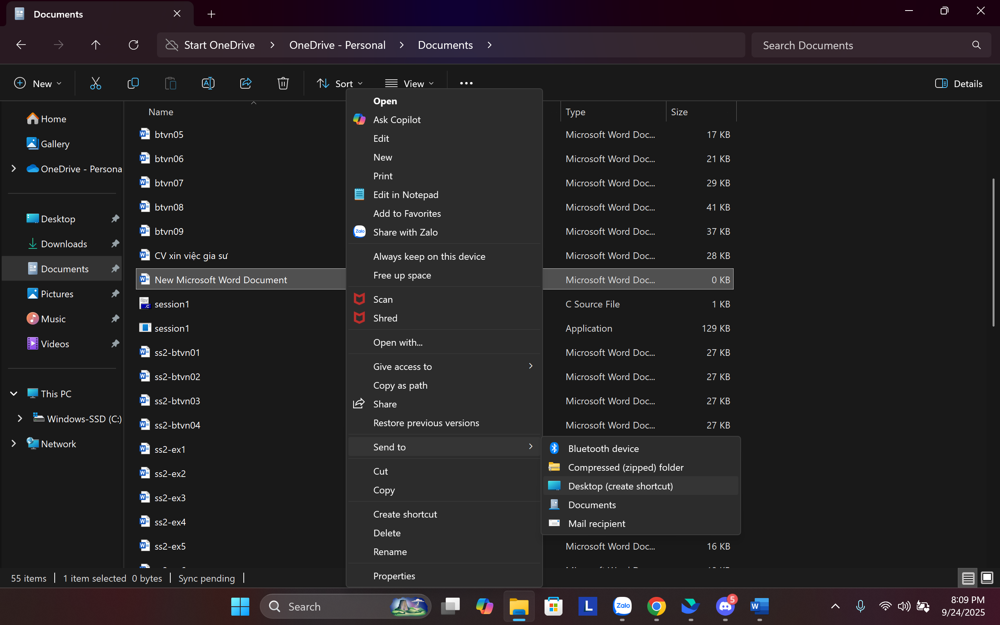 Documents
Start OneDrive > OneDrive - Personal > Documents >
Search Documents
New
Sort
View
Details
Home
Gallery
OneDrive - Persona
Desktop
Downloads
Documents
Pictures
Music
Videos
This PC
Windows-SSD (C:)
Network
Name Type Size
btvn05 Microsoft Word Doc... 17 KB
btvn06 Microsoft Word Doc... 21 KB
btvn07 Microsoft Word Doc... 29 KB
btvn08 Microsoft Word Doc... 41 KB
btvn09 Microsoft Word Doc... 37 KB
CV xin việc gia sư Microsoft Word Doc... 28 KB
New Microsoft Word Document Microsoft Word Doc... 0 KB
session1 C Source File 1 KB
session1 Application 129 KB
ss2-btvn01 Microsoft Word Doc... 27 KB
ss2-btvn02 Microsoft Word Doc... 27 KB
ss2-btvn03 Microsoft Word Doc... 27 KB
ss2-btvn04 Microsoft Word Doc... 27 KB
ss2-ex1
ss2-ex2
ss2-ex3
ss2-ex4
ss2-ex5 Microsoft Word Doc... 16 KB
Open
Ask Copilot
Edit
New
Print
Edit in Notepad
Add to Favorites
Zalo
Share with Zalo
Always keep on this device
Free up space
Scan
Shred
Open with...
Give access to
Copy as path
Share
Restore previous versions
Send to
Cut
Copy
Create shortcut
Delete
Rename
Properties
Bluetooth device
Compressed (zipped) folder
Desktop (create shortcut)
Documents
Mail recipient
55 items | 1 item selected 0 bytes | Sync pending |
Search
L
Zalo
5
W
8:09 PM
9/24/2025